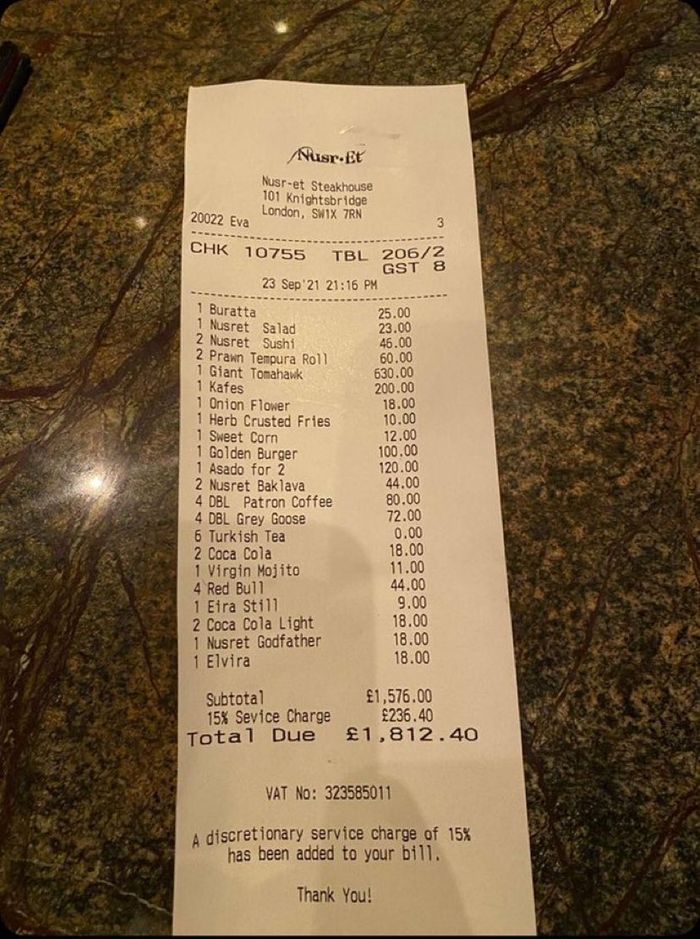 Nusr-Et
Nusr-et Steakhouse
101 Knightsbridge
London, SW1X 7RN
20022 Eva 3
CHK 10755 TBL 206/2
GST 8
23 Sep'21 21:16 PM
1 Buratta 25.00
1 Nusret Salad 23.00
2 Nusret Sushi 46.00
2 Prawn Tempura Roll 60.00
1 Giant Tomahawk 630.00
1 Kafes 200.00
1 Onion Flower 18.00
1 Herb Crusted Fries 10.00
1 Sweet Corn 12.00
1 Golden Burger 100.00
1 Asado for 2 120.00
2 Nusret Baklava 44.00
4 DBL Patron Coffee 80.00
4 DBL Grey Goose 72.00
6 Turkish Tea 0.00
2 Coca Cola 18.00
1 Virgin Mojito 11.00
4 Red Bull 44.00
1 Eira Still 9.00
2 Coca Cola Light 18.00
1 Nusret Godfather 18.00
1 Elvira 18.00
Subtotal £1,576.00
15% Sevice Charge £236.40
Total Due £1,812.40
VAT No: 323585011
A discretionary service charge of 15%
has been added to your bill.
Thank You!